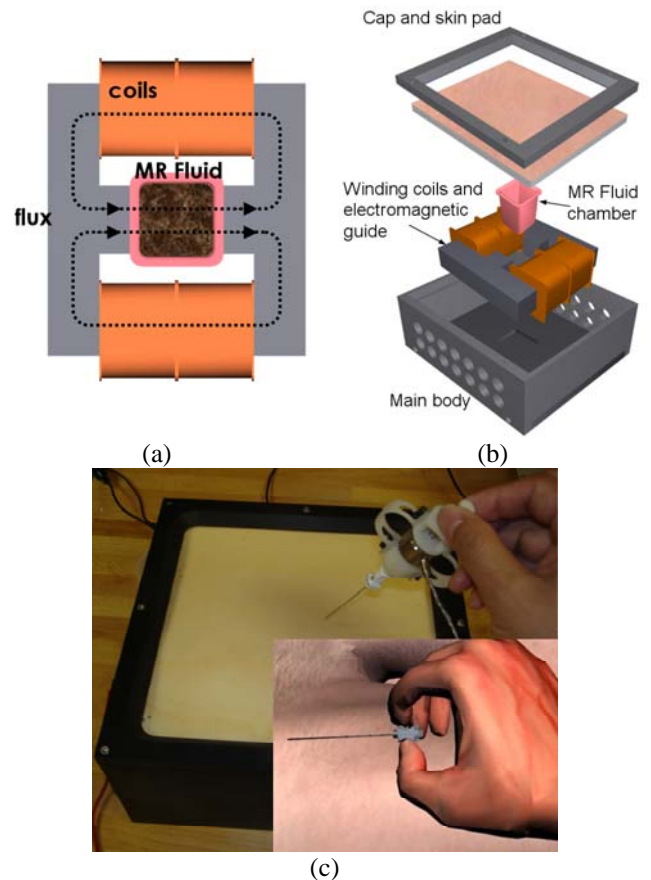 coils
MR Fluid
flux
(a)
Cap and skin pad
Winding coils and
electromagnetic
guide
MR Fluid
chamber
Main body
(b)
(c)